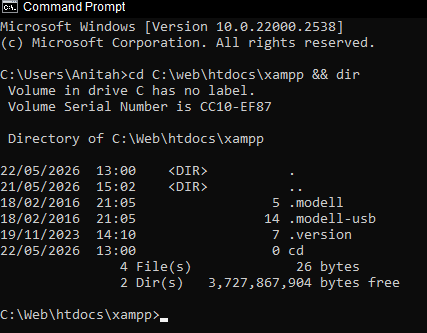 Command Prompt
Microsoft Windows [Version 10.0.22000.2538]
(c) Microsoft Corporation. All rights reserved.
C:\Users\Anitah>cd C:\web\htdocs\xampp && dir
Volume in drive C has no label.
Volume Serial Number is CC10-EF87
Directory of C:\Web\htdocs\xampp
22/05/2026  13:00    <DIR>          .
21/05/2026  15:02    <DIR>          ..
18/02/2016  21:05                 5 .modell
18/02/2016  21:05                14 .modell-usb
19/11/2023  14:10                 7 .version
22/05/2026  13:00                 0 cd
4 File(s)             26 bytes
2 Dir(s)   3,727,867,904 bytes free
C:\Web\htdocs\xampp>